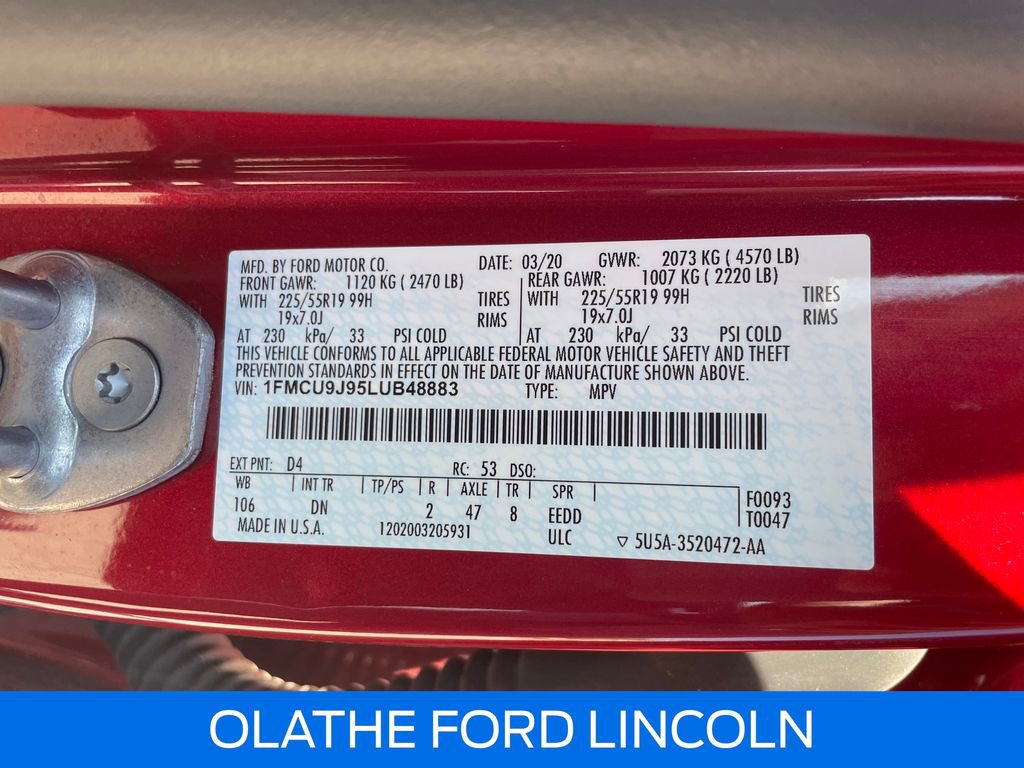 MFD. BY FORD MOTOR CO. DATE: 03/20 GVWR: 2073 KG ( 4570 LB)
FRONT GAWR: 1120 KG ( 2470 LB) REAR GAWR: 1007 KG ( 2220 LB)
WITH 225/55R19 99H TIRES WITH 225/55R19 99H TIRES
19x7.0J RIMS 19x7.0J RIMS
AT 230 kPa/ 33 PSI COLD AT 230 kPa/ 33 PSI COLD
THIS VEHICLE CONFORMS TO ALL APPLICABLE FEDERAL MOTOR VEHICLE SAFETY AND THEFT
PREVENTION STANDARDS IN EFFECT ON THE DATE OF MANUFACTURE SHOWN ABOVE.
VIN: 1FMCU9J95LUB48883 TYPE: MPV
EXT PNT: D4 RC: 53 DSO:
WB INT TR TP/PS R AXLE TR SPR F0093
106 DN 2 47 8 EEDD T0047
MADE IN U.S.A. 1202003205931 ULC ▽ 5U5A-3520472-AA
OLATHE FORD LINCOLN